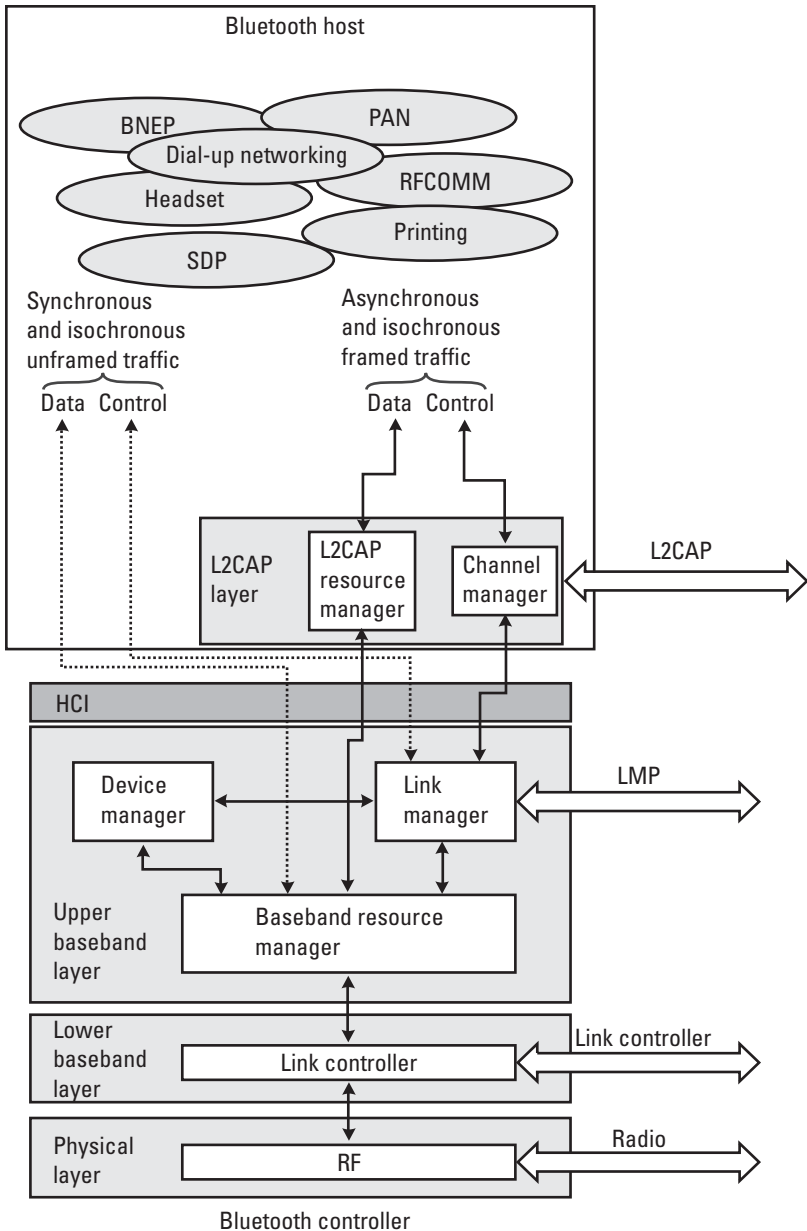 Bluetooth host
BNEP
PAN
Dial-up networking
Headset
RFCOMM
Printing
SDP
Synchronous
and isochronous
unframed traffic
Data Control
Asynchronous
and isochronous
framed traffic
Data Control
L2CAP
layer
L2CAP
resource
manager
Channel
manager
L2CAP
HCI
Device
manager
Link
manager
LMP
Upper
baseband
layer
Baseband resource
manager
Lower
baseband
layer
Link controller
Link controller
Physical
layer
RF
Radio
Bluetooth controller